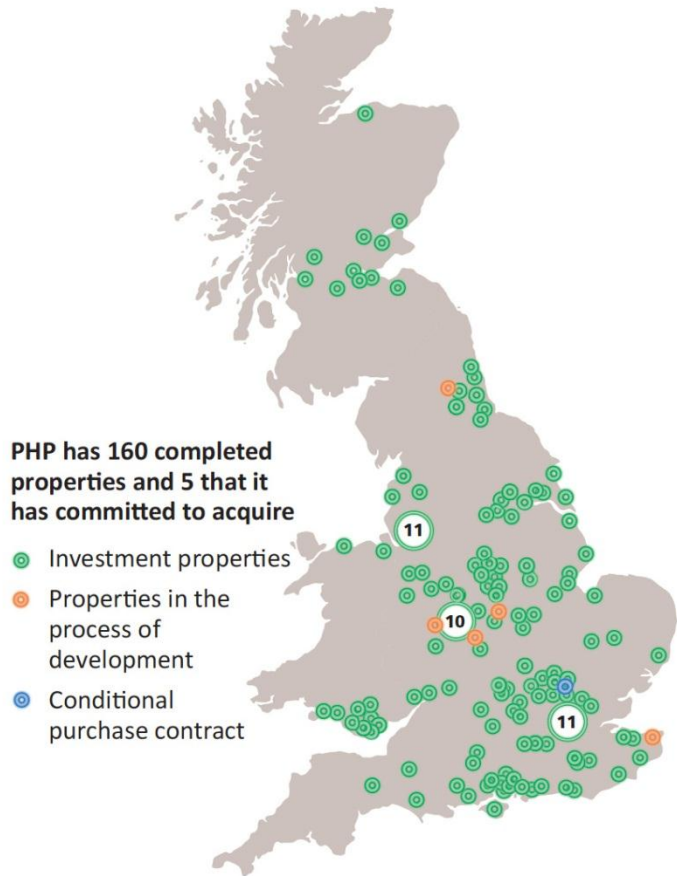 PHP has 160 completed
properties and 5 that it
has committed to acquire
Investment properties
Properties in the
process of
development
Conditional
purchase contract
11
10
11